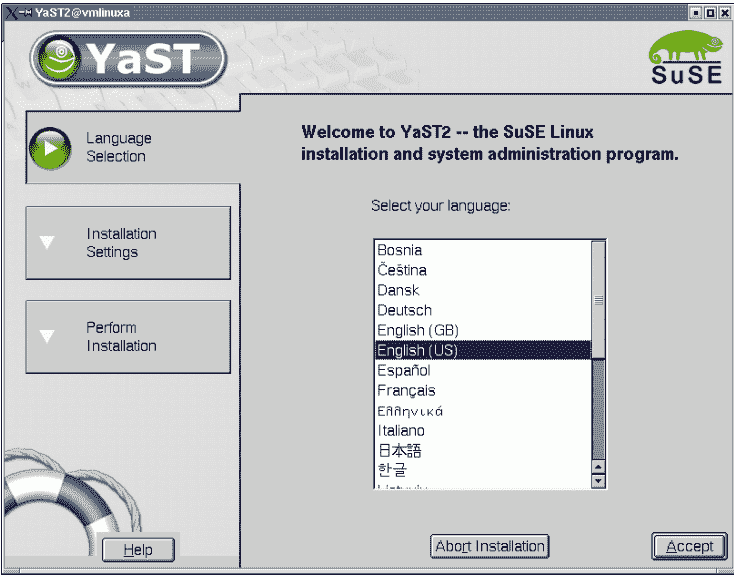 YaST2@vmlinuxa
YaST
SuSE
Language
Selection
Installation
Settings
Perform
Installation
Welcome to YaST2 -- the SuSE Linux
installation and system administration program.
Select your language:
Bosnia
Čeština
Dansk
Deutsch
English (GB)
English (US)
Español
Français
Ελληνικά
Italiano
日本語
한글
Help
Abort Installation
Accept